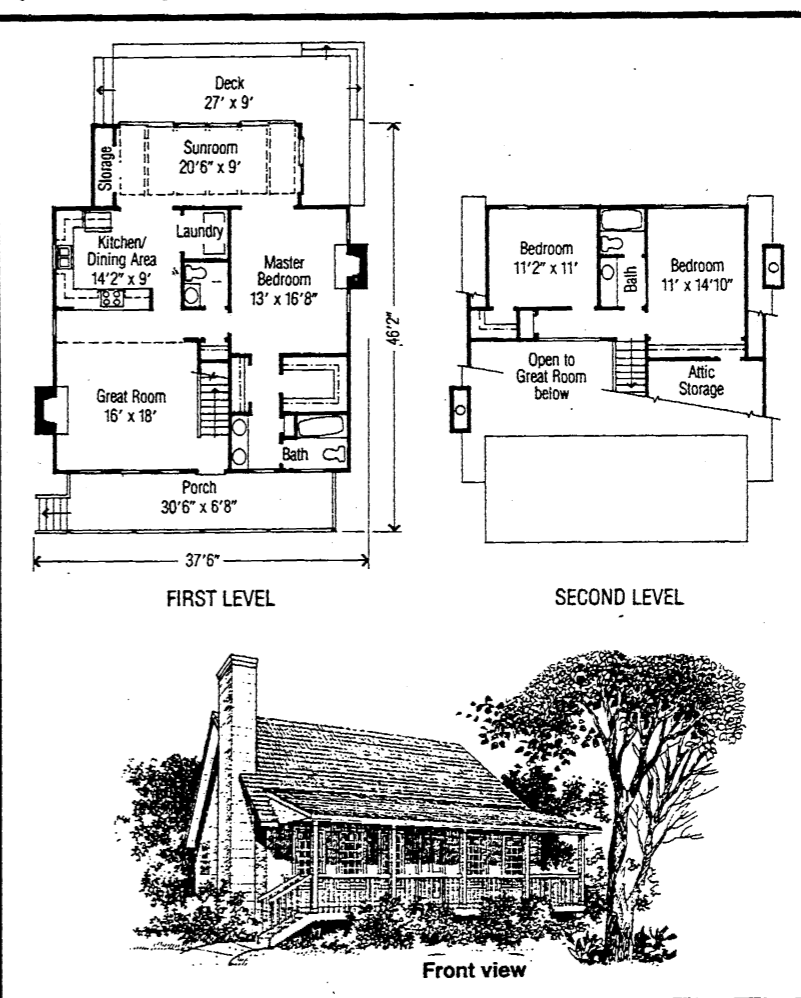 Deck
27' x 9'
Storage
Sunroom
20'6" x 9'
Kitchen/
Dining Area
14'2" x 9'
Laundry
Master
Bedroom
13' x 16'8"
46'2"
Great Room
16' x 18'
Bath
Porch
30'6" x 6'8"
37'6"
FIRST LEVEL
Bedroom
11'2" x 11'
Bath
Bedroom
11' x 14'10"
Open to
Great Room
below
Attic
Storage
SECOND LEVEL
Front view